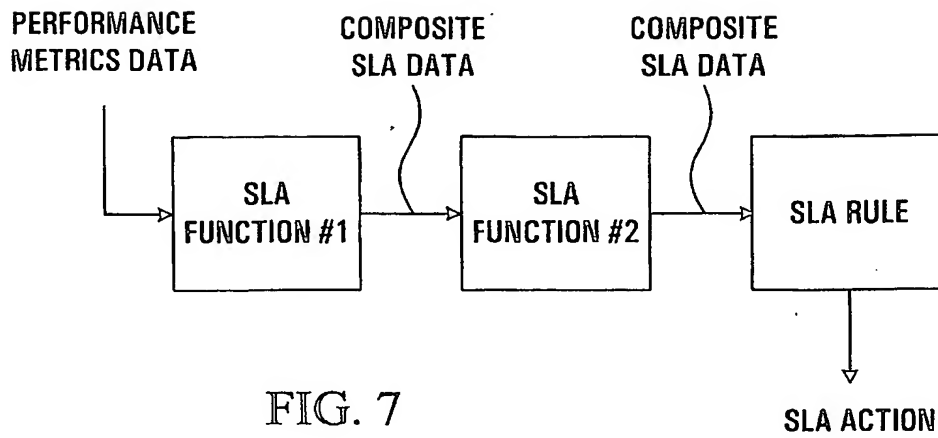 PERFORMANCE
METRICS DATA
COMPOSITE
SLA DATA
COMPOSITE
SLA DATA
SLA
FUNCTION #1
SLA
FUNCTION #2
SLA RULE
SLA ACTION
FIG. 7